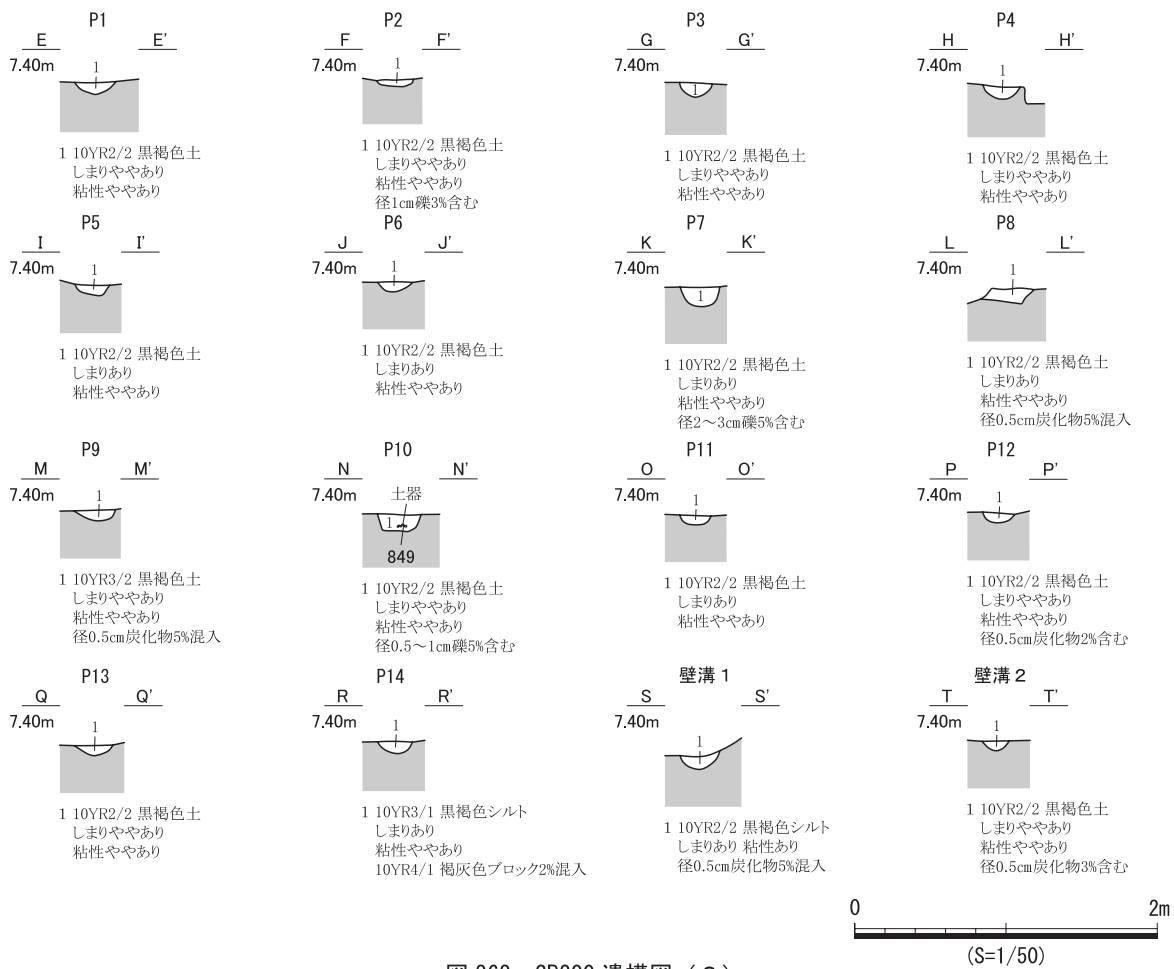 P1
E E'
7.40m
1
1 10YR2/2 黒褐色土
しまりややあり
粘性ややあり
P2
F F'
7.40m
1
1 10YR2/2 黒褐色土
しまりややあり
粘性ややあり
径1cm礫3%含む
P3
G G'
7.40m
1
1 10YR2/2 黒褐色土
しまりややあり
粘性ややあり
P4
H H'
7.40m
1
1 10YR2/2 黒褐色土
しまりややあり
粘性ややあり
P5
I I'
7.40m
1
1 10YR2/2 黒褐色土
しまりあり
粘性ややあり
P6
J J'
7.40m
1
1 10YR2/2 黒褐色土
しまりあり
粘性ややあり
P7
K K'
7.40m
1
1 10YR2/2 黒褐色土
しまりあり
粘性ややあり
径2～3cm礫5%含む
P8
L L'
7.40m
1
1 10YR2/2 黒褐色土
しまりあり
粘性ややあり
径0.5cm炭化物5%混入
P9
M M'
7.40m
1
1 10YR3/2 黒褐色土
しまりややあり
粘性ややあり
径0.5cm炭化物5%混入
P10
N N'
7.40m
土器
1
849
1 10YR2/2 黒褐色土
しまりややあり
粘性ややあり
径0.5～1cm礫5%含む
P11
O O'
7.40m
1
1 10YR2/2 黒褐色土
しまりあり
粘性ややあり
P12
P P'
7.40m
1
1 10YR2/2 黒褐色土
しまりややあり
粘性ややあり
径0.5cm炭化物2%含む
P13
Q Q'
7.40m
1
1 10YR2/2 黒褐色土
しまりややあり
粘性ややあり
P14
R R'
7.40m
1
1 10YR3/1 黒褐色シルト
しまりあり
粘性ややあり
10YR4/1 褐灰色ブロック2%混入
壁溝1
S S'
7.40m
1
1 10YR2/2 黒褐色シルト
しまりあり 粘性あり
径0.5cm炭化物5%混入
壁溝2
T T'
7.40m
1
1 10YR2/2 黒褐色土
しまりややあり
粘性ややあり
径0.5cm炭化物3%含む
0 2m
(S=1/50)